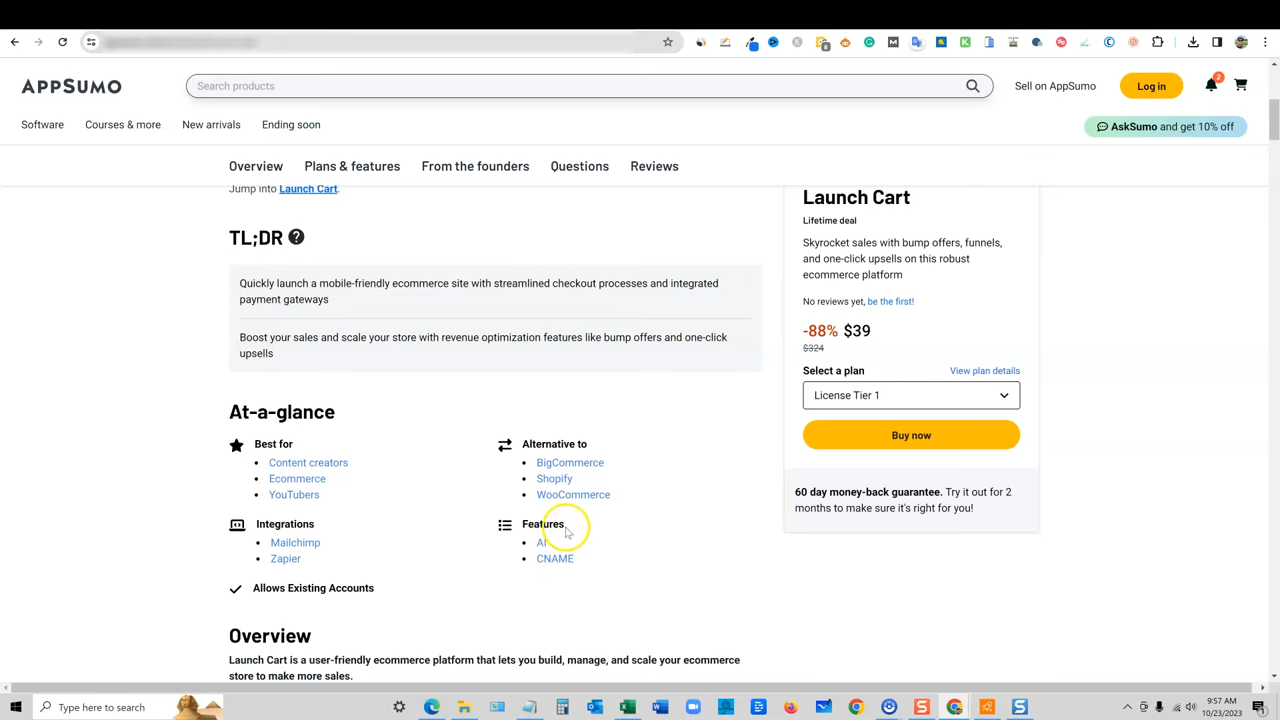 APPSUMO
Search products
Sell on AppSumo
Log in
2
Software
Courses & more
New arrivals
Ending soon
AskSumo and get 10% off
Overview
Plans & features
From the founders
Questions
Reviews
Jump into Launch Cart.
TL;DR ?
Quickly launch a mobile-friendly ecommerce site with streamlined checkout processes and integrated
payment gateways
Boost your sales and scale your store with revenue optimization features like bump offers and one-click
upsells
At-a-glance
Best for
Content creators
Ecommerce
YouTubers
Alternative to
BigCommerce
Shopify
WooCommerce
Integrations
Mailchimp
Zapier
Features
AI
CNAME
Allows Existing Accounts
Overview
Launch Cart is a user-friendly ecommerce platform that lets you build, manage, and scale your ecommerce
store to make more sales.
Launch Cart
Lifetime deal
Skyrocket sales with bump offers, funnels,
and one-click upsells on this robust
ecommerce platform
No reviews yet, be the first!
-88% $39
$324
Select a plan
View plan details
License Tier 1
Buy now
60 day money-back guarantee. Try it out for 2
months to make sure it's right for you!
Type here to search
9:57 AM
10/23/2023